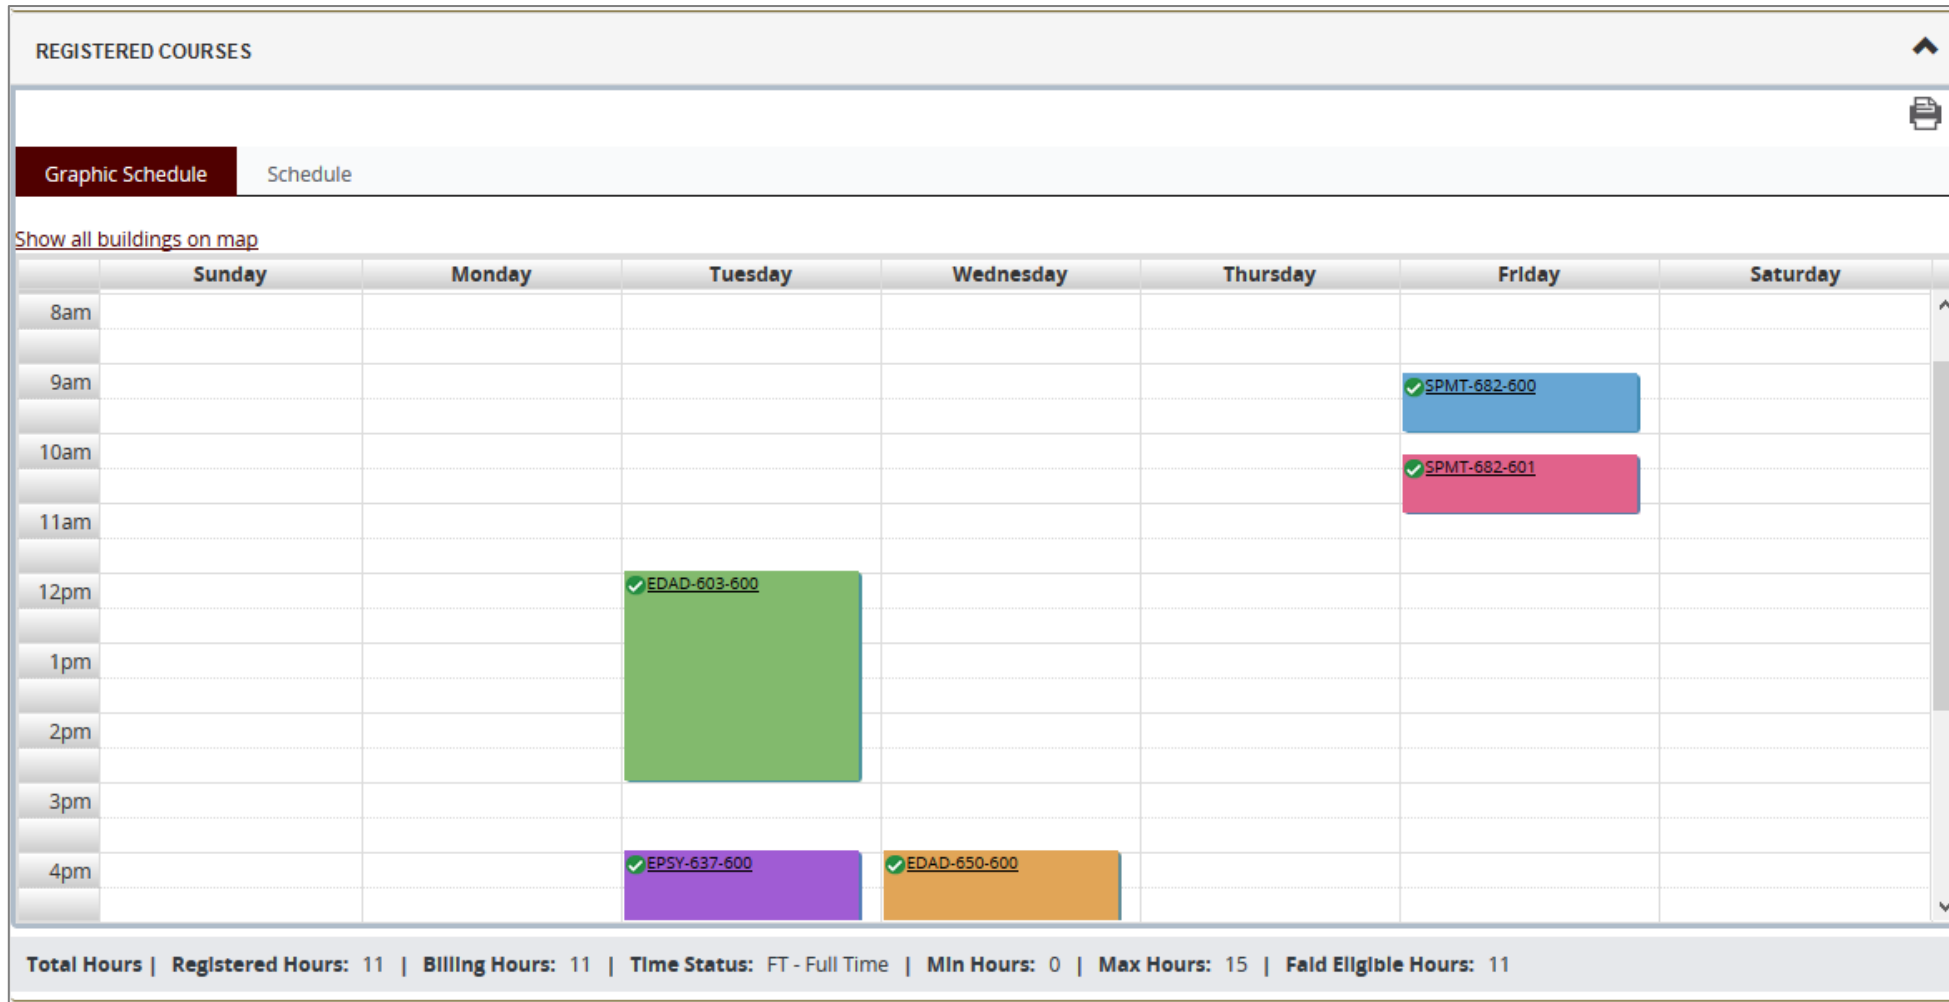 REGISTERED COURSES
Graphic Schedule Schedule
Show all buildings on map
Sunday Monday Tuesday Wednesday Thursday Friday Saturday
8am
9am SPMT-682-600
10am SPMT-682-601
11am
12pm EDAD-603-600
1pm
2pm
3pm
4pm EPSY-637-600 EDAD-650-600
Total Hours | Registered Hours: 11 | Billing Hours: 11 | Time Status: FT - Full Time | Min Hours: 0 | Max Hours: 15 | Faid Eligible Hours: 11